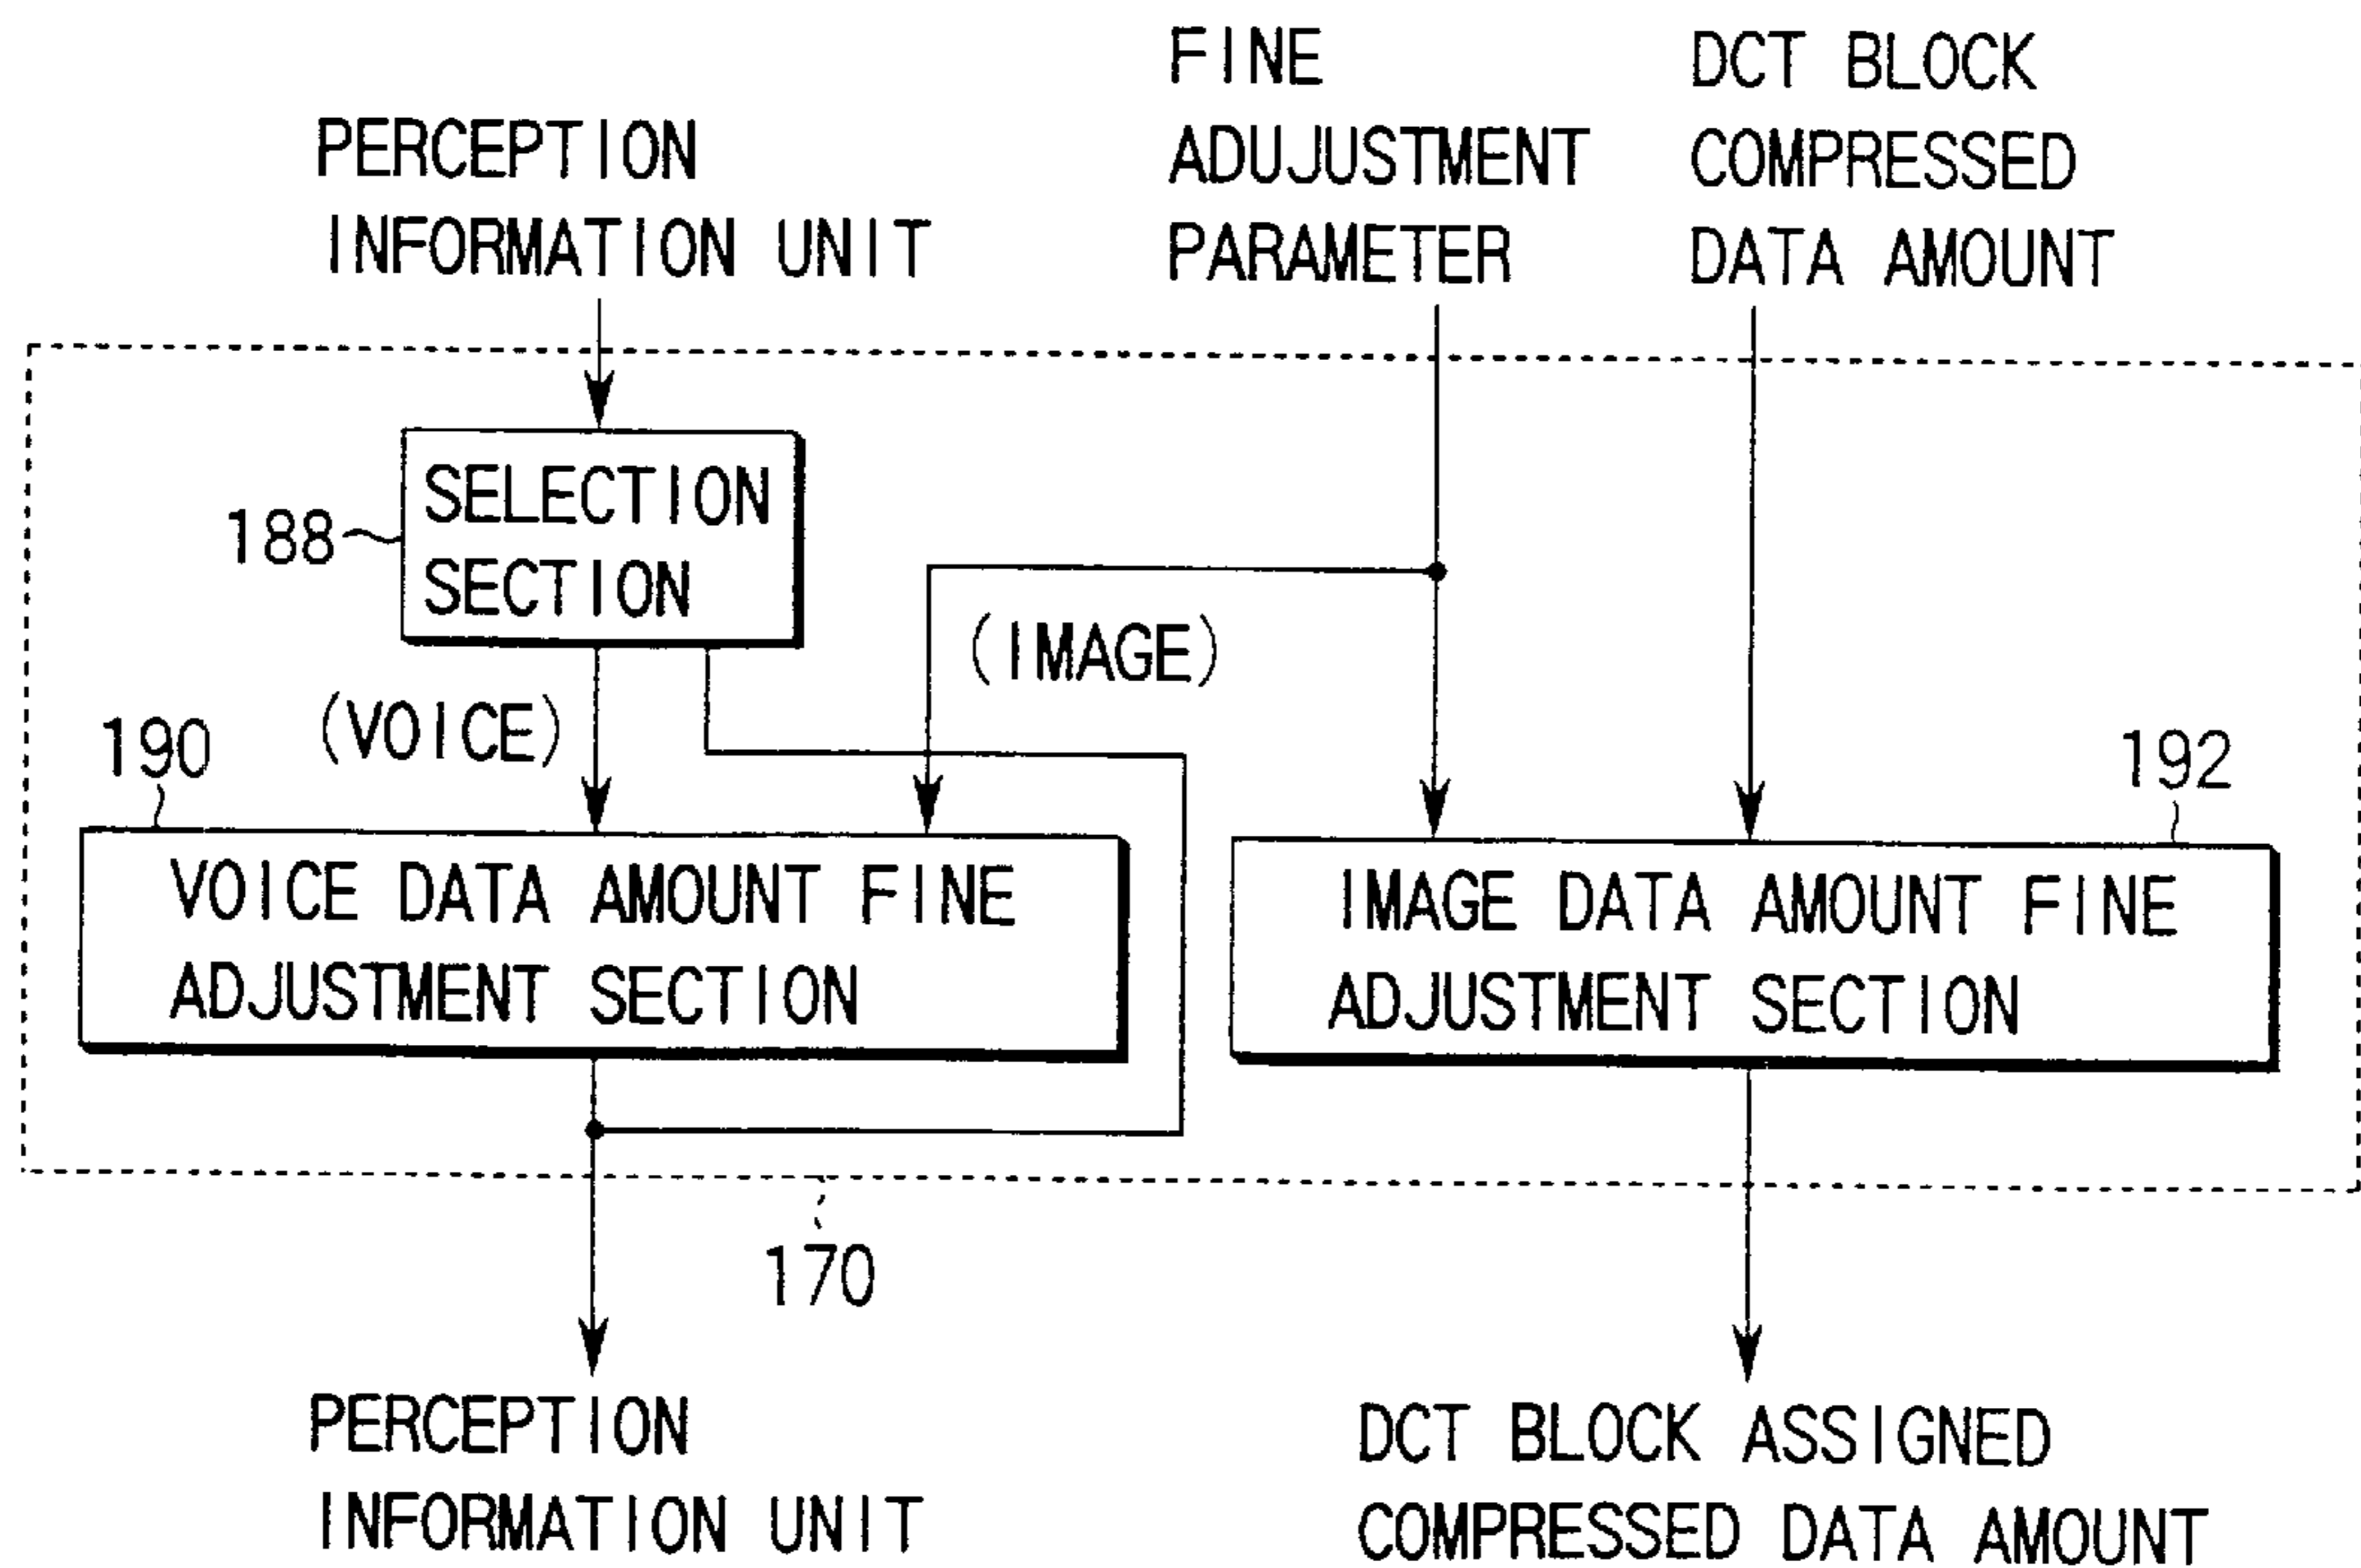 PERCEPTION
INFORMATION UNIT
FINE
ADUJUSTMENT
PARAMETER
DCT BLOCK
COMPRESSED
DATA AMOUNT
188
SELECTION
SECTION
(VOICE)
(IMAGE)
190
192
VOICE DATA AMOUNT FINE
ADJUSTMENT SECTION
IMAGE DATA AMOUNT FINE
ADJUSTMENT SECTION
170
PERCEPTION
INFORMATION UNIT
DCT BLOCK ASSIGNED
COMPRESSED DATA AMOUNT